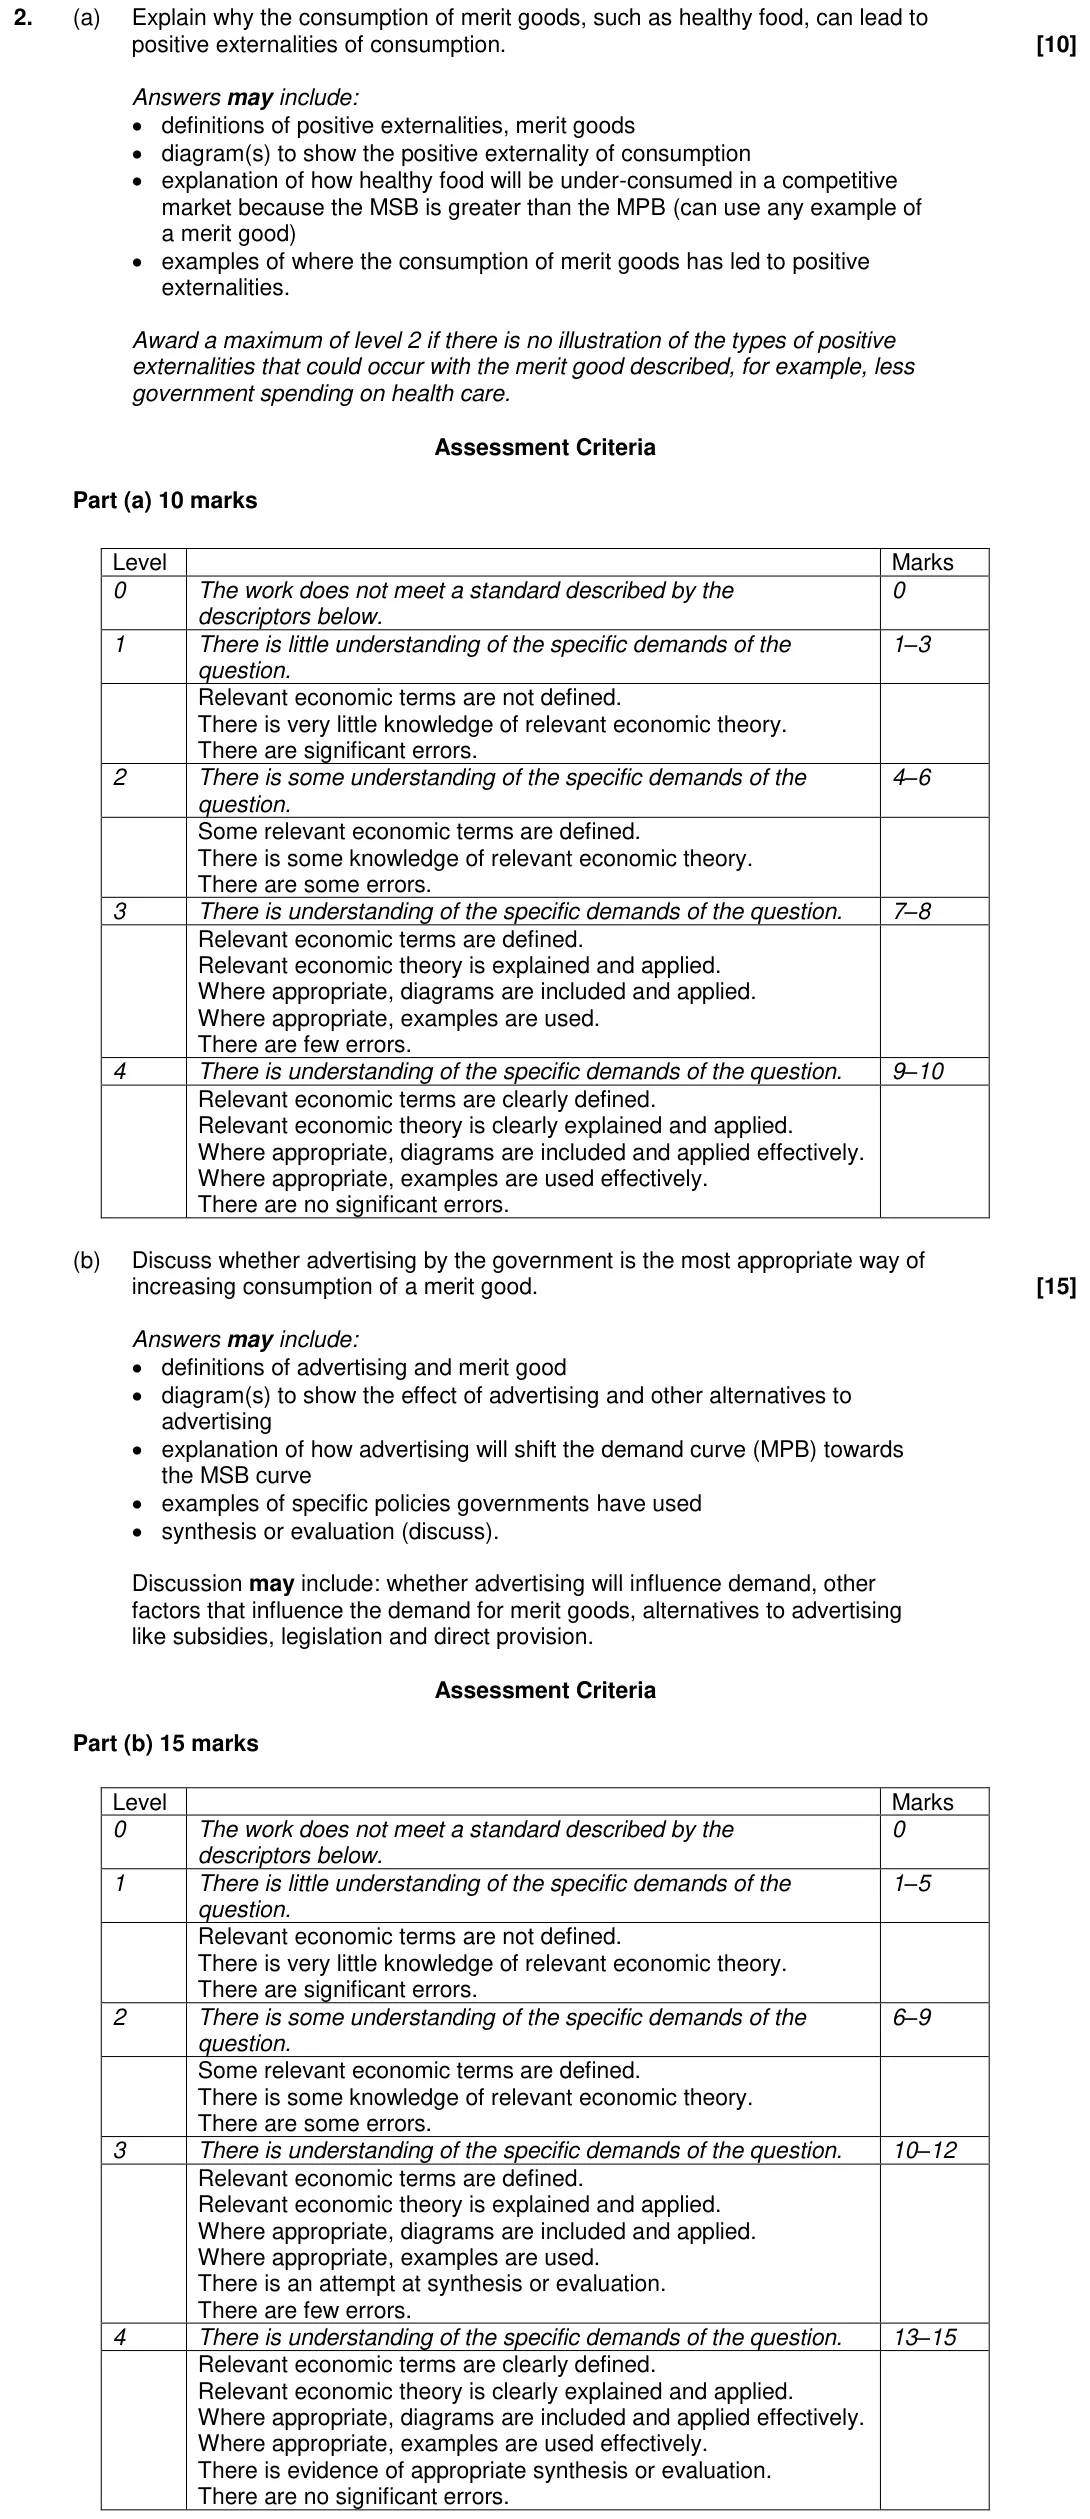 2. (a) Explain why the consumption of merit goods, such as healthy food, can lead to
positive externalities of consumption. [10]
Answers may include:
• definitions of positive externalities, merit goods
• diagram(s) to show the positive externality of consumption
• explanation of how healthy food will be under-consumed in a competitive
market because the MSB is greater than the MPB (can use any example of
a merit good)
• examples of where the consumption of merit goods has led to positive
externalities.
Award a maximum of level 2 if there is no illustration of the types of positive
externalities that could occur with the merit good described, for example, less
government spending on health care.
Assessment Criteria
Part (a) 10 marks
Level Marks
0 The work does not meet a standard described by the 0
descriptors below.
1 There is little understanding of the specific demands of the 1–3
question.
Relevant economic terms are not defined.
There is very little knowledge of relevant economic theory.
There are significant errors.
2 There is some understanding of the specific demands of the 4–6
question.
Some relevant economic terms are defined.
There is some knowledge of relevant economic theory.
There are some errors.
3 There is understanding of the specific demands of the question. 7–8
Relevant economic terms are defined.
Relevant economic theory is explained and applied.
Where appropriate, diagrams are included and applied.
Where appropriate, examples are used.
There are few errors.
4 There is understanding of the specific demands of the question. 9–10
Relevant economic terms are clearly defined.
Relevant economic theory is clearly explained and applied.
Where appropriate, diagrams are included and applied effectively.
Where appropriate, examples are used effectively.
There are no significant errors.
(b) Discuss whether advertising by the government is the most appropriate way of
increasing consumption of a merit good. [15]
Answers may include:
• definitions of advertising and merit good
• diagram(s) to show the effect of advertising and other alternatives to
advertising
• explanation of how advertising will shift the demand curve (MPB) towards
the MSB curve
• examples of specific policies governments have used
• synthesis or evaluation (discuss).
Discussion may include: whether advertising will influence demand, other
factors that influence the demand for merit goods, alternatives to advertising
like subsidies, legislation and direct provision.
Assessment Criteria
Part (b) 15 marks
Level Marks
0 The work does not meet a standard described by the 0
descriptors below.
1 There is little understanding of the specific demands of the 1–5
question.
Relevant economic terms are not defined.
There is very little knowledge of relevant economic theory.
There are significant errors.
2 There is some understanding of the specific demands of the 6–9
question.
Some relevant economic terms are defined.
There is some knowledge of relevant economic theory.
There are some errors.
3 There is understanding of the specific demands of the question. 10–12
Relevant economic terms are defined.
Relevant economic theory is explained and applied.
Where appropriate, diagrams are included and applied.
Where appropriate, examples are used.
There is an attempt at synthesis or evaluation.
There are few errors.
4 There is understanding of the specific demands of the question. 13–15
Relevant economic terms are clearly defined.
Relevant economic theory is clearly explained and applied.
Where appropriate, diagrams are included and applied effectively.
Where appropriate, examples are used effectively.
There is evidence of appropriate synthesis or evaluation.
There are no significant errors.